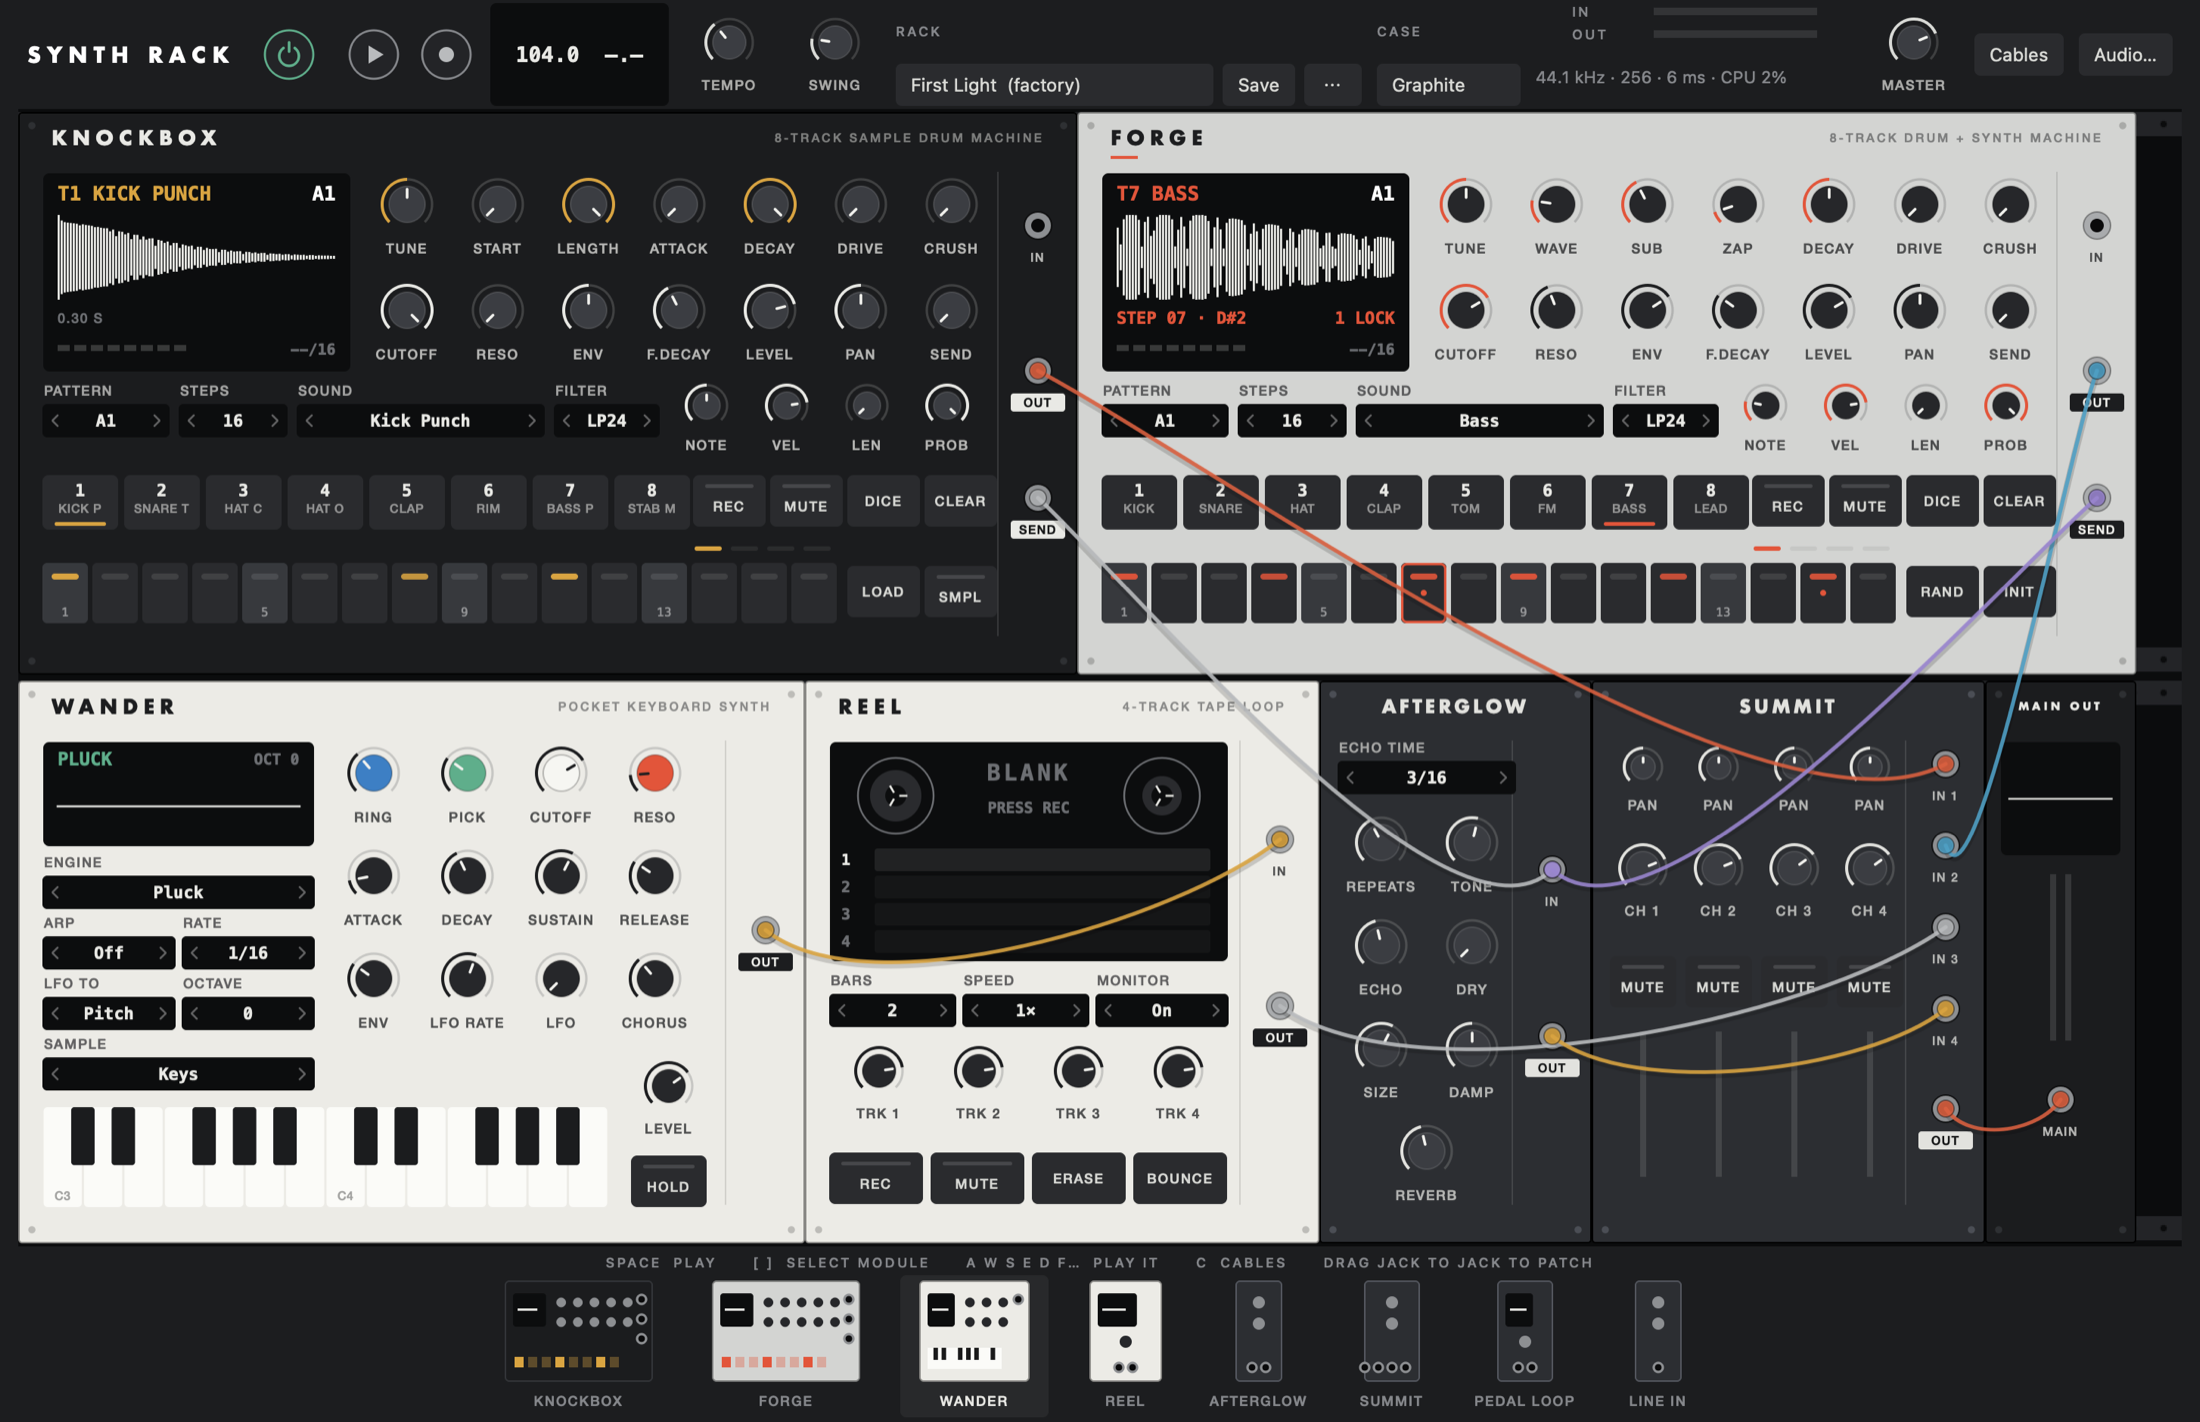 SYNTH RACK
104.0 –.–
TEMPO
SWING
RACK
First Light (factory)
Save
...
CASE
Graphite
IN
OUT
44.1 kHz · 256 · 6 ms · CPU 2%
MASTER
Cables
Audio...
KNOCKBOX
8-TRACK SAMPLE DRUM MACHINE
T1 KICK PUNCH A1
0.30 S
––/16
TUNE START LENGTH ATTACK DECAY DRIVE CRUSH
CUTOFF RESO ENV F.DECAY LEVEL PAN SEND
PATTERN STEPS SOUND FILTER
< A1 > < 16 > < Kick Punch > < LP24 >
NOTE VEL LEN PROB
1 2 3 4 5 6 7 8
KICK P SNARE T HAT C HAT O CLAP RIM BASS P STAB M
REC MUTE DICE CLEAR
1 5 9 13
LOAD SMPL
IN
OUT
SEND
FORGE
8-TRACK DRUM + SYNTH MACHINE
T7 BASS A1
STEP 07 · D#2 1 LOCK
––/16
TUNE WAVE SUB ZAP DECAY DRIVE CRUSH
CUTOFF RESO ENV F.DECAY LEVEL PAN SEND
PATTERN STEPS SOUND FILTER
< A1 > < 16 > < Bass > < LP24 >
NOTE VEL LEN PROB
1 2 3 4 5 6 7 8
KICK SNARE HAT CLAP TOM FM BASS LEAD
REC MUTE DICE CLEAR
1 5 9 13
RAND INIT
IN
OUT
SEND
WANDER
POCKET KEYBOARD SYNTH
PLUCK OCT 0
RING PICK CUTOFF RESO
ENGINE
< Pluck >
ATTACK DECAY SUSTAIN RELEASE
ARP RATE
< Off > < 1/16 >
LFO TO OCTAVE
< Pitch > < 0 >
ENV LFO RATE LFO CHORUS
SAMPLE
< Keys >
LEVEL
HOLD
C3 C4
OUT
REEL
4-TRACK TAPE LOOP
BLANK
PRESS REC
1
2
3
4
BARS SPEED MONITOR
< 2 > < 1× > < On >
TRK 1 TRK 2 TRK 3 TRK 4
REC MUTE ERASE BOUNCE
IN
OUT
AFTERGLOW
ECHO TIME
< 3/16 >
REPEATS TONE
ECHO DRY
SIZE DAMP
REVERB
IN
OUT
SUMMIT
PAN PAN PAN PAN
CH 1 CH 2 CH 3 CH 4
MUTE MUTE MUTE MUTE
IN 1
IN 2
IN 3
IN 4
OUT
MAIN OUT
MAIN
SPACE PLAY [ ] SELECT MODULE A W S E D F… PLAY IT C CABLES DRAG JACK TO JACK TO PATCH
KNOCKBOX FORGE WANDER REEL AFTERGLOW SUMMIT PEDAL LOOP LINE IN